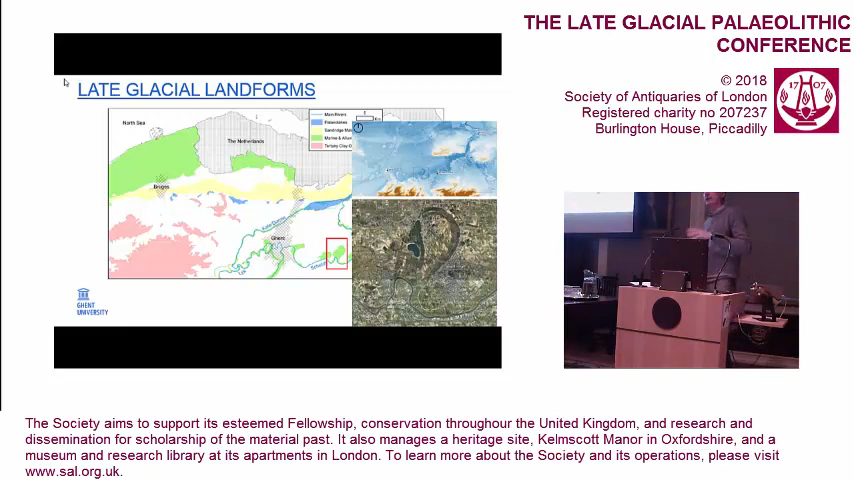 THE LATE GLACIAL PALAEOLITHIC
CONFERENCE
© 2018
Society of Antiquaries of London
Registered charity no 207237
Burlington House, Piccadilly
17 07
LATE GLACIAL LANDFORMS
North Sea
The Netherlands
Main Rivers
Bruges
Ghent
GHENT
UNIVERSITY
The Society aims to support its esteemed Fellowship, conservation throughour the United Kingdom, and research and
dissemination for scholarship of the material past. It also manages a heritage site, Kelmscott Manor in Oxfordshire, and a
museum and research library at its apartments in London. To learn more about the Society and its operations, please visit
www.sal.org.uk.